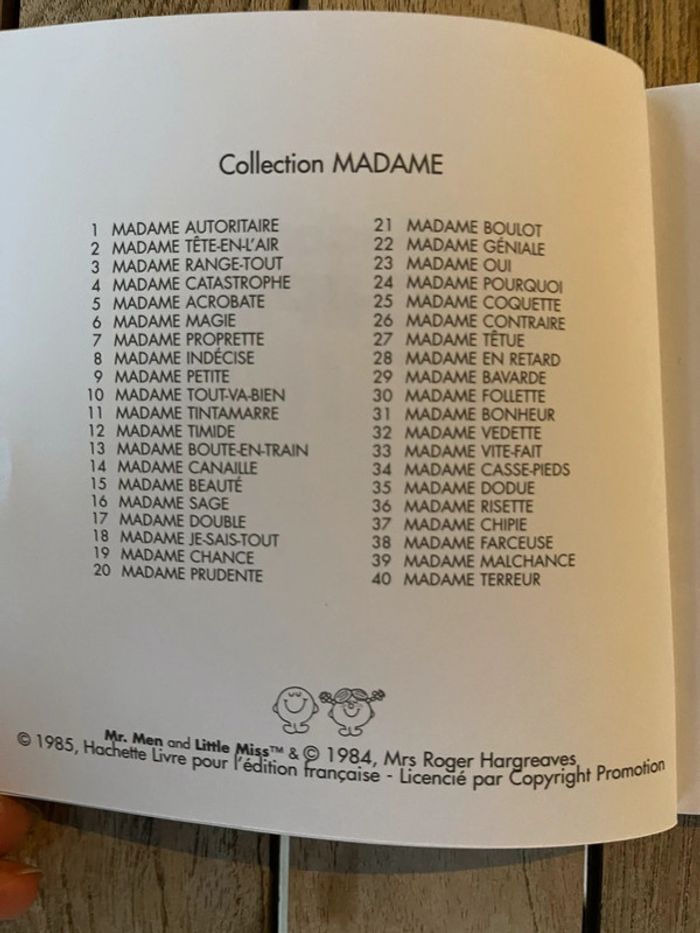 Collection MADAME
1 MADAME AUTORITAIRE
2 MADAME TÊTE-EN-L'AIR
3 MADAME RANGE-TOUT
4 MADAME CATASTROPHE
5 MADAME ACROBATE
6 MADAME MAGIE
7 MADAME PROPRETTE
8 MADAME INDÉCISE
9 MADAME PETITE
10 MADAME TOUT-VA-BIEN
11 MADAME TINTAMARRE
12 MADAME TIMIDE
13 MADAME BOUTE-EN-TRAIN
14 MADAME CANAILLE
15 MADAME BEAUTÉ
16 MADAME SAGE
17 MADAME DOUBLE
18 MADAME JE-SAIS-TOUT
19 MADAME CHANCE
20 MADAME PRUDENTE
21 MADAME BOULOT
22 MADAME GÉNIALE
23 MADAME OUI
24 MADAME POURQUOI
25 MADAME COQUETTE
26 MADAME CONTRAIRE
27 MADAME TÊTUE
28 MADAME EN RETARD
29 MADAME BAVARDE
30 MADAME FOLLETTE
31 MADAME BONHEUR
32 MADAME VEDETTE
33 MADAME VITE-FAIT
34 MADAME CASSE-PIEDS
35 MADAME DODUE
36 MADAME RISETTE
37 MADAME CHIPIE
38 MADAME FARCEUSE
39 MADAME MALCHANCE
40 MADAME TERREUR
Mr. Men and Little Miss™ & © 1984, Mrs Roger Hargreaves,
© 1985, Hachette Livre pour l'édition française - Licencié par Copyright Promotion